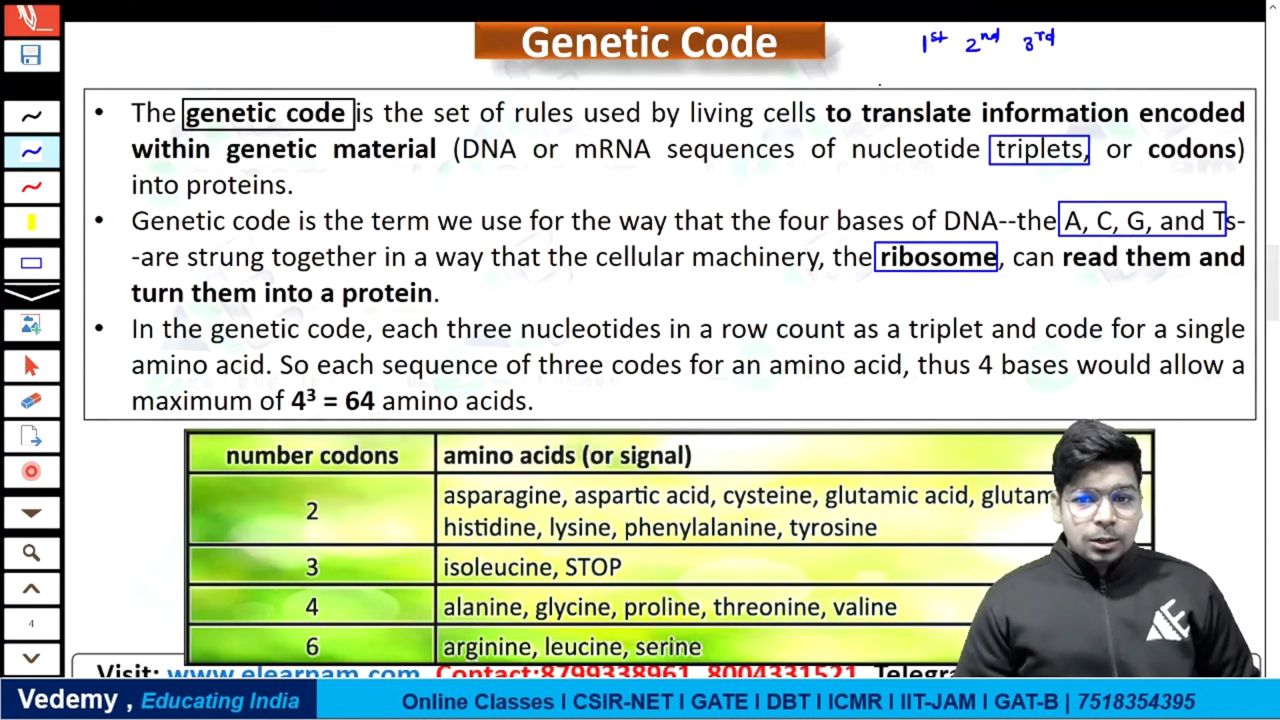 Genetic Code
1st 2nd 3rd
• The genetic code is the set of rules used by living cells to translate information encoded
within genetic material (DNA or mRNA sequences of nucleotide triplets, or codons)
into proteins.
• Genetic code is the term we use for the way that the four bases of DNA--the A, C, G, and Ts-
-are strung together in a way that the cellular machinery, the ribosome, can read them and
turn them into a protein.
• In the genetic code, each three nucleotides in a row count as a triplet and code for a single
amino acid. So each sequence of three codes for an amino acid, thus 4 bases would allow a
maximum of 4³ = 64 amino acids.
number codons amino acids (or signal)
2 asparagine, aspartic acid, cysteine, glutamic acid,
histidine, lysine, phenylalanine, tyrosine
3 isoleucine, STOP
4 alanine, glycine, proline, threonine, valine
6 arginine, leucine, serine
4
Visit: www.elearnam.com Contact:8799338961, 8004331521
Vedemy , Educating India Online Classes I CSIR-NET I GATE I DBT I ICMR I IIT-JAM I GAT-B | 7518354395